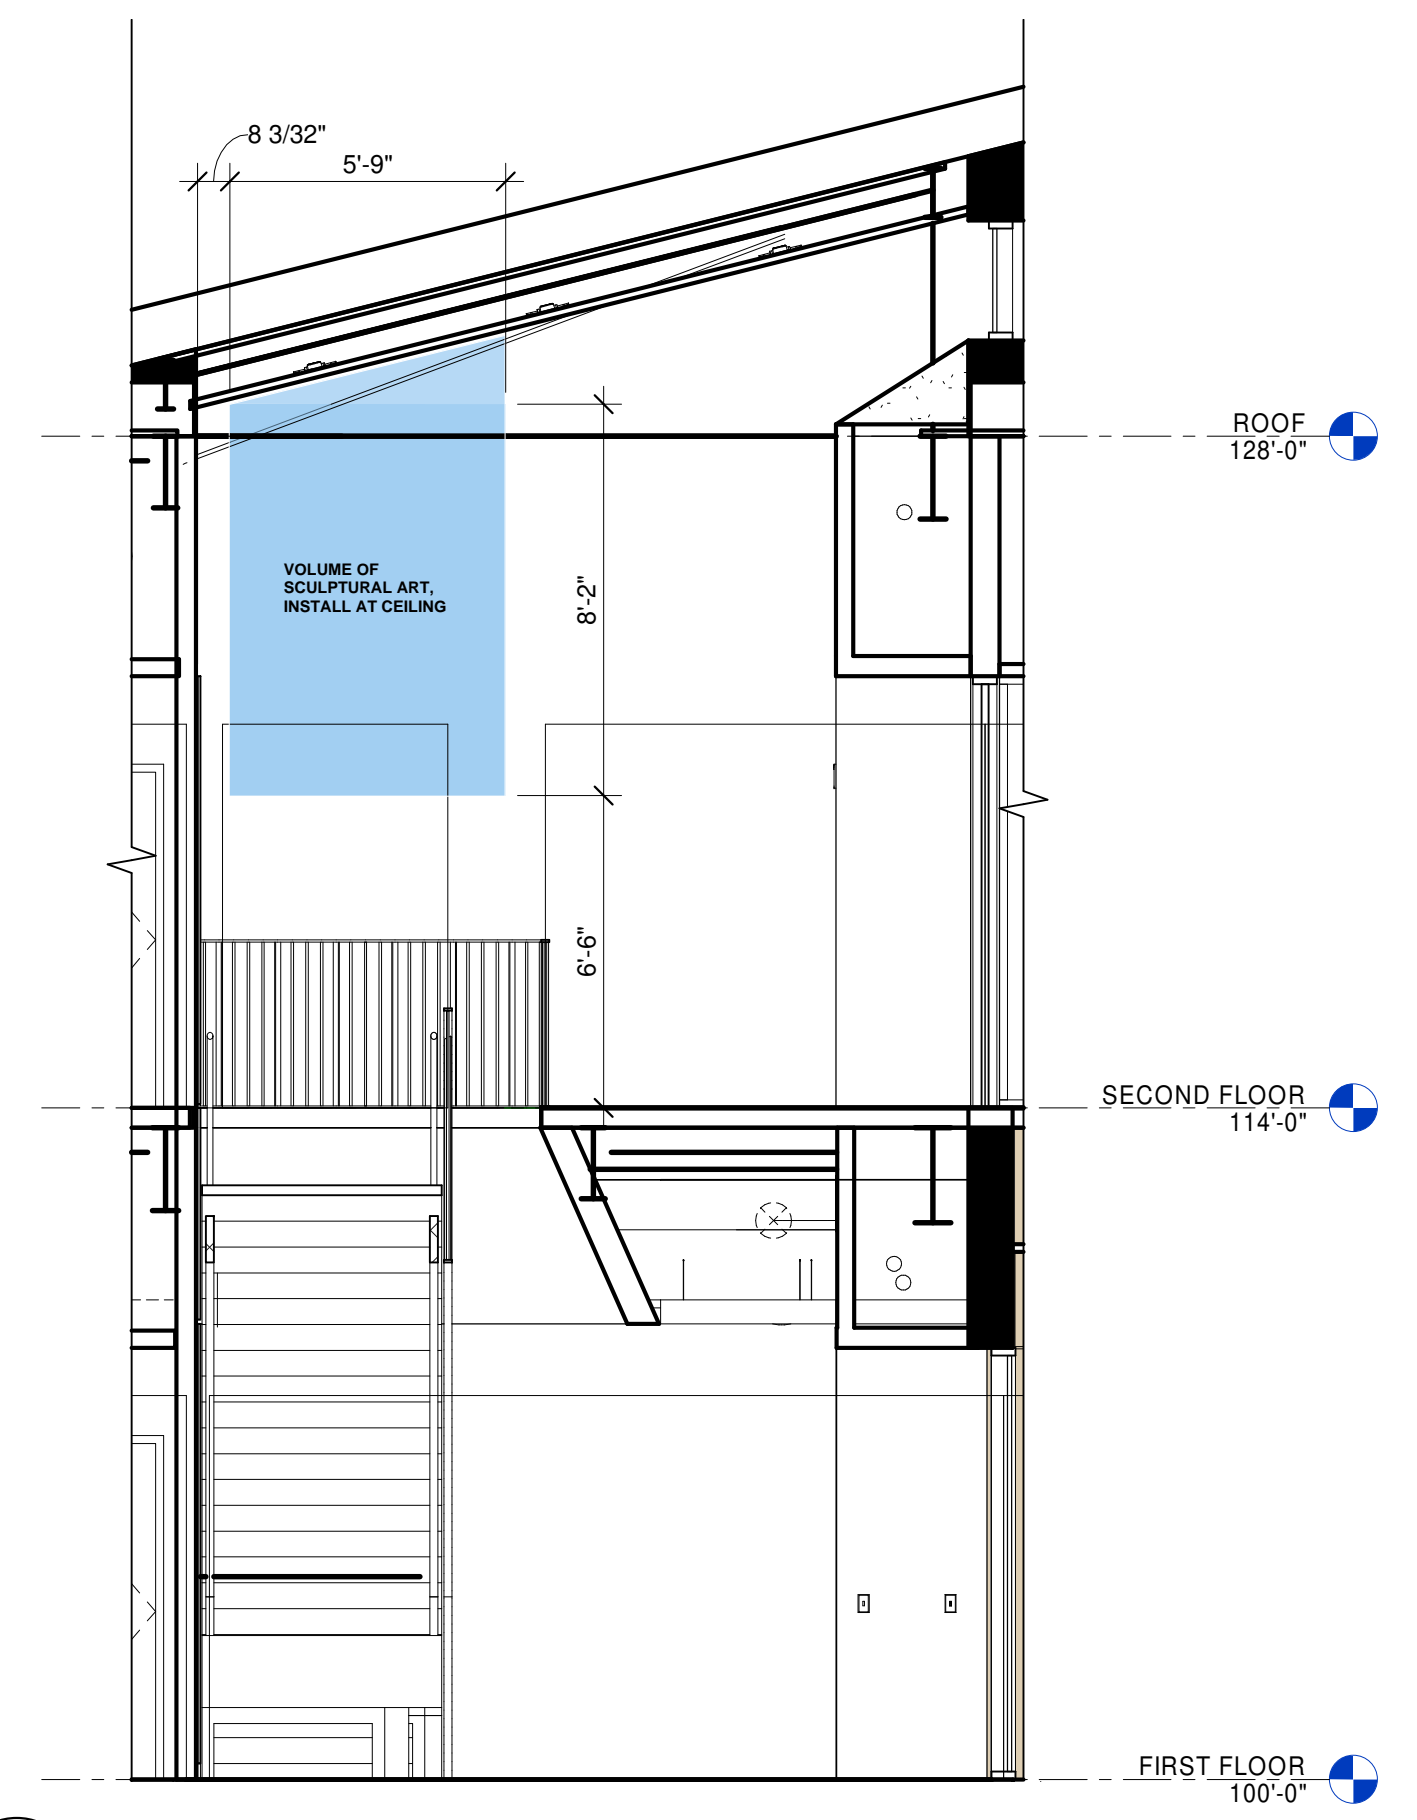 8 3/32"
5'-9"
ROOF
128'-0"
VOLUME OF
SCULPTURAL ART,
INSTALL AT CEILING
8'-2"
6'-6"
SECOND FLOOR
114'-0"
FIRST FLOOR
100'-0"